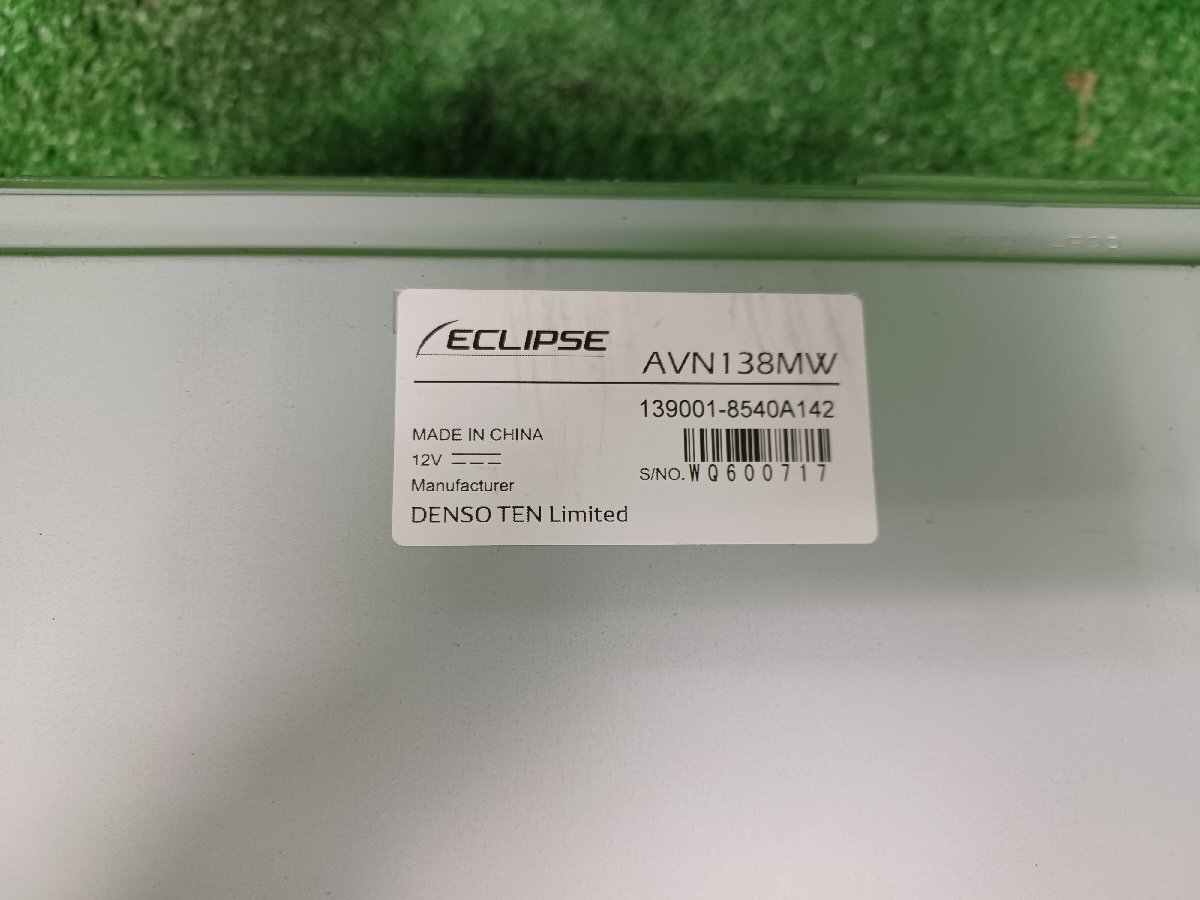 ECLIPSE
AVN138MW
139001-8540A142
MADE IN CHINA
12V
S/NO. WQ600717
Manufacturer
DENSO TEN Limited